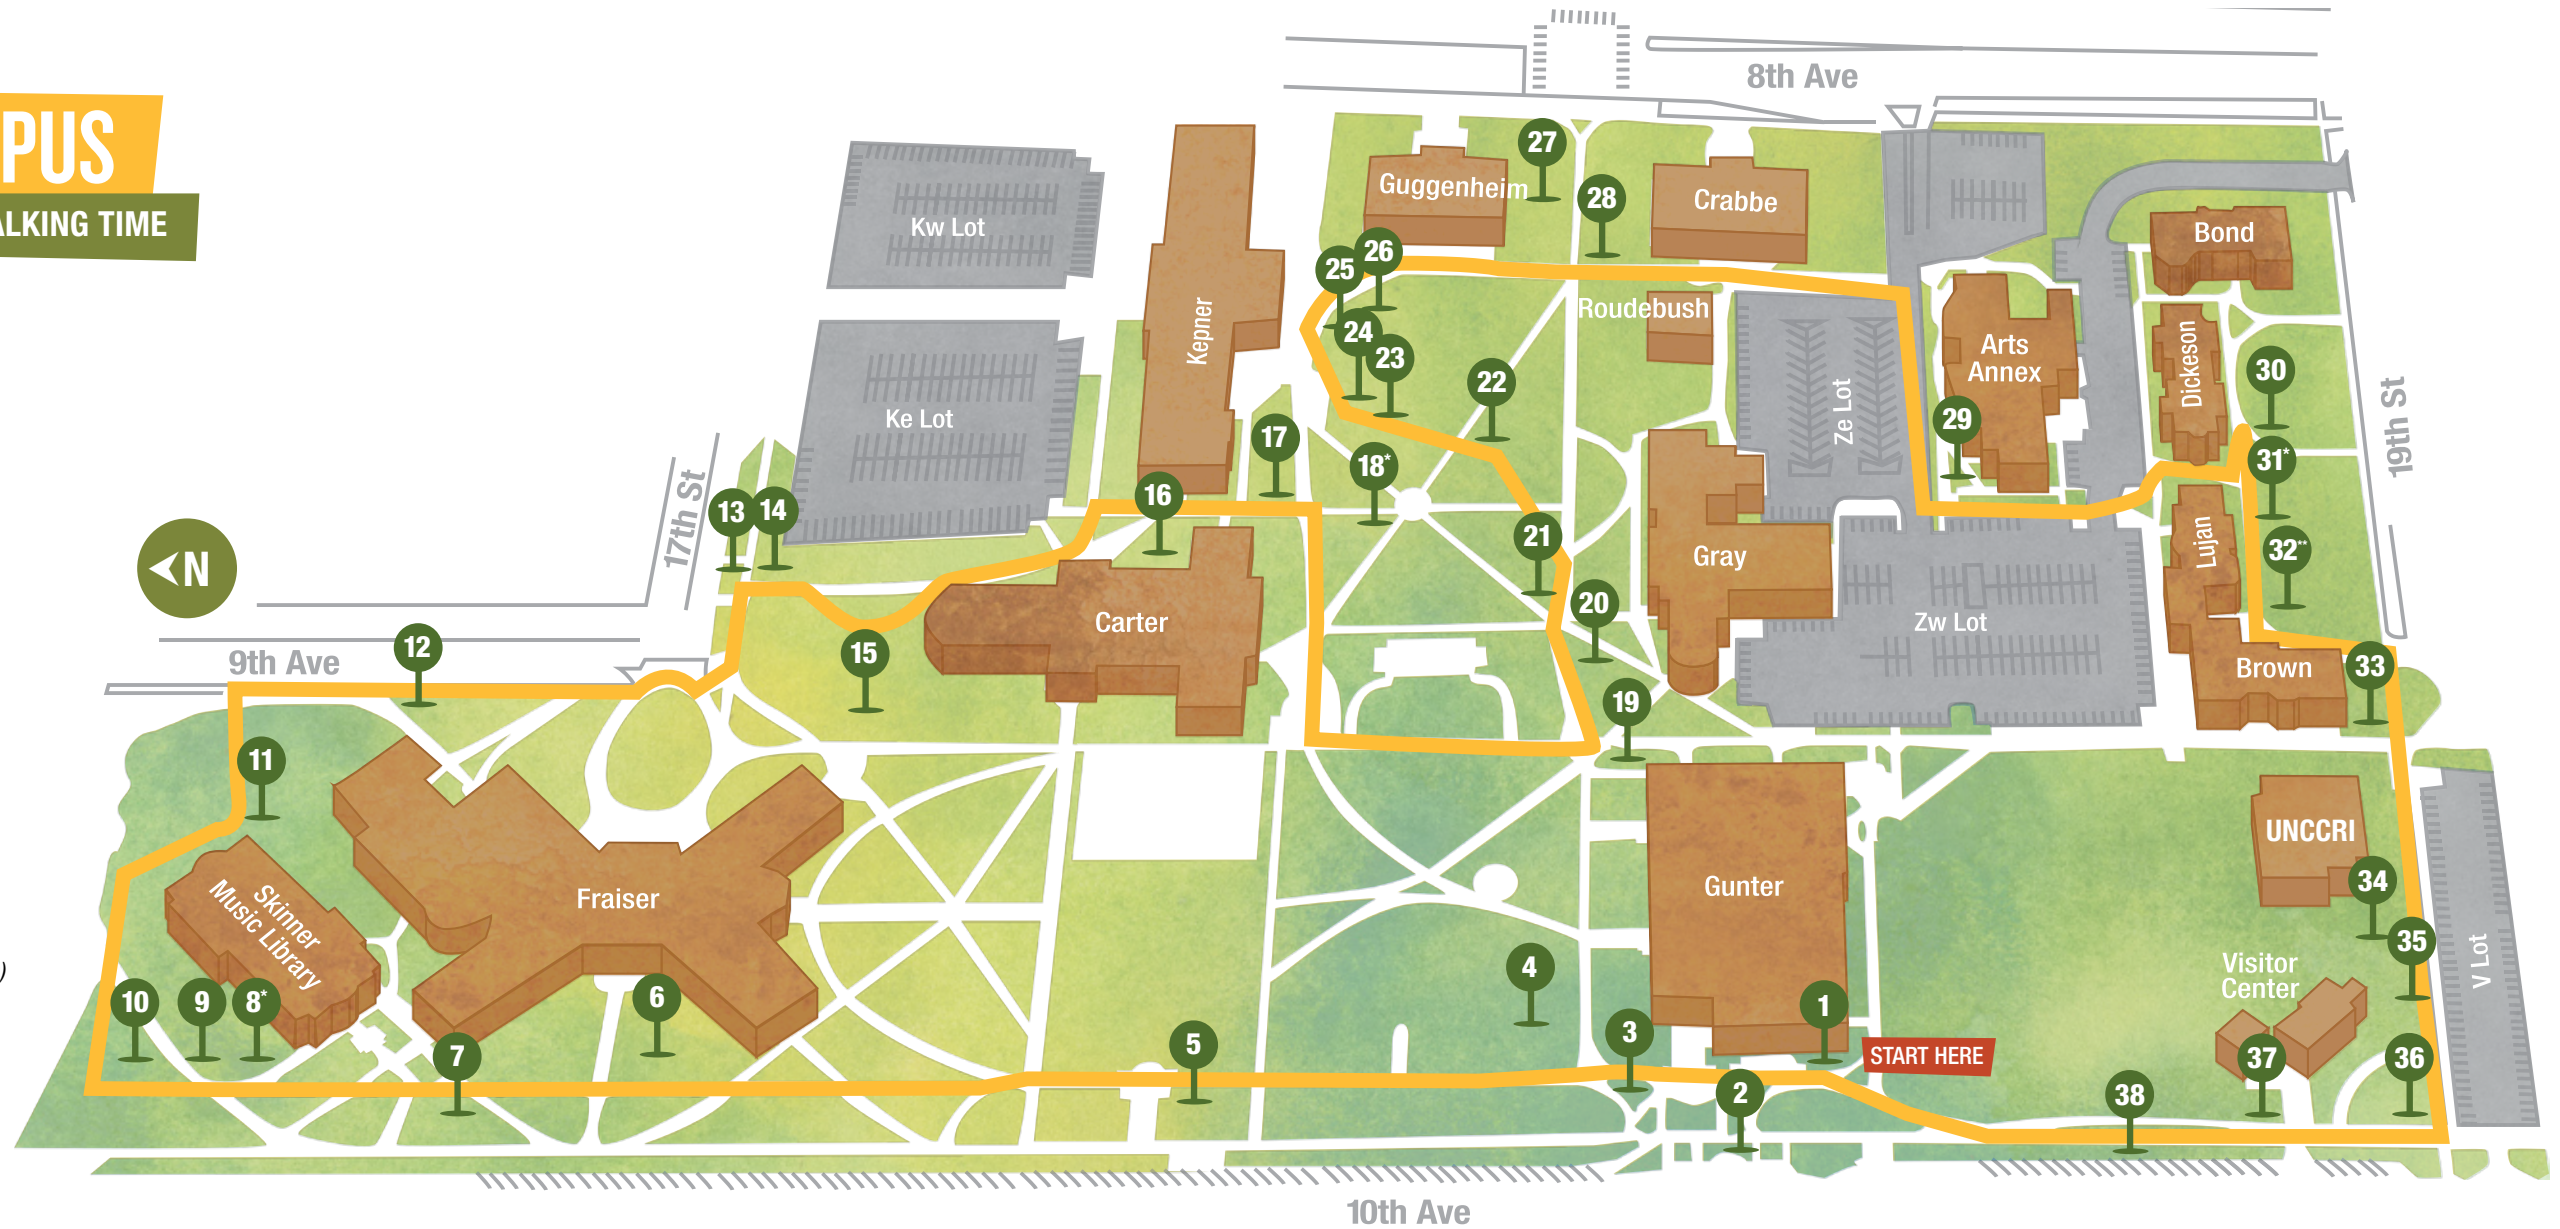 PUS
ALKING TIME
8th Ave
27
Guggenheim
28
Crabbe
Kw Lot
Bond
25
26
Kepner
Roudebush
24
23
22
Arts
Annex
Dickeson
30
Ze Lot
Ke Lot
29
19th St
17
18*
31*
17th St
16
13
14
21
Gray
Lujan
32**
N
20
Carter
Zw Lot
12
15
9th Ave
Brown
33
19
11
UNCCRI
Fraiser
Gunter
34
Skinner
Music Library
35
4
Visitor
Center
V Lot
)
10
9
8*
6
1
3
5
7
START HERE
37
36
2
38
10th Ave